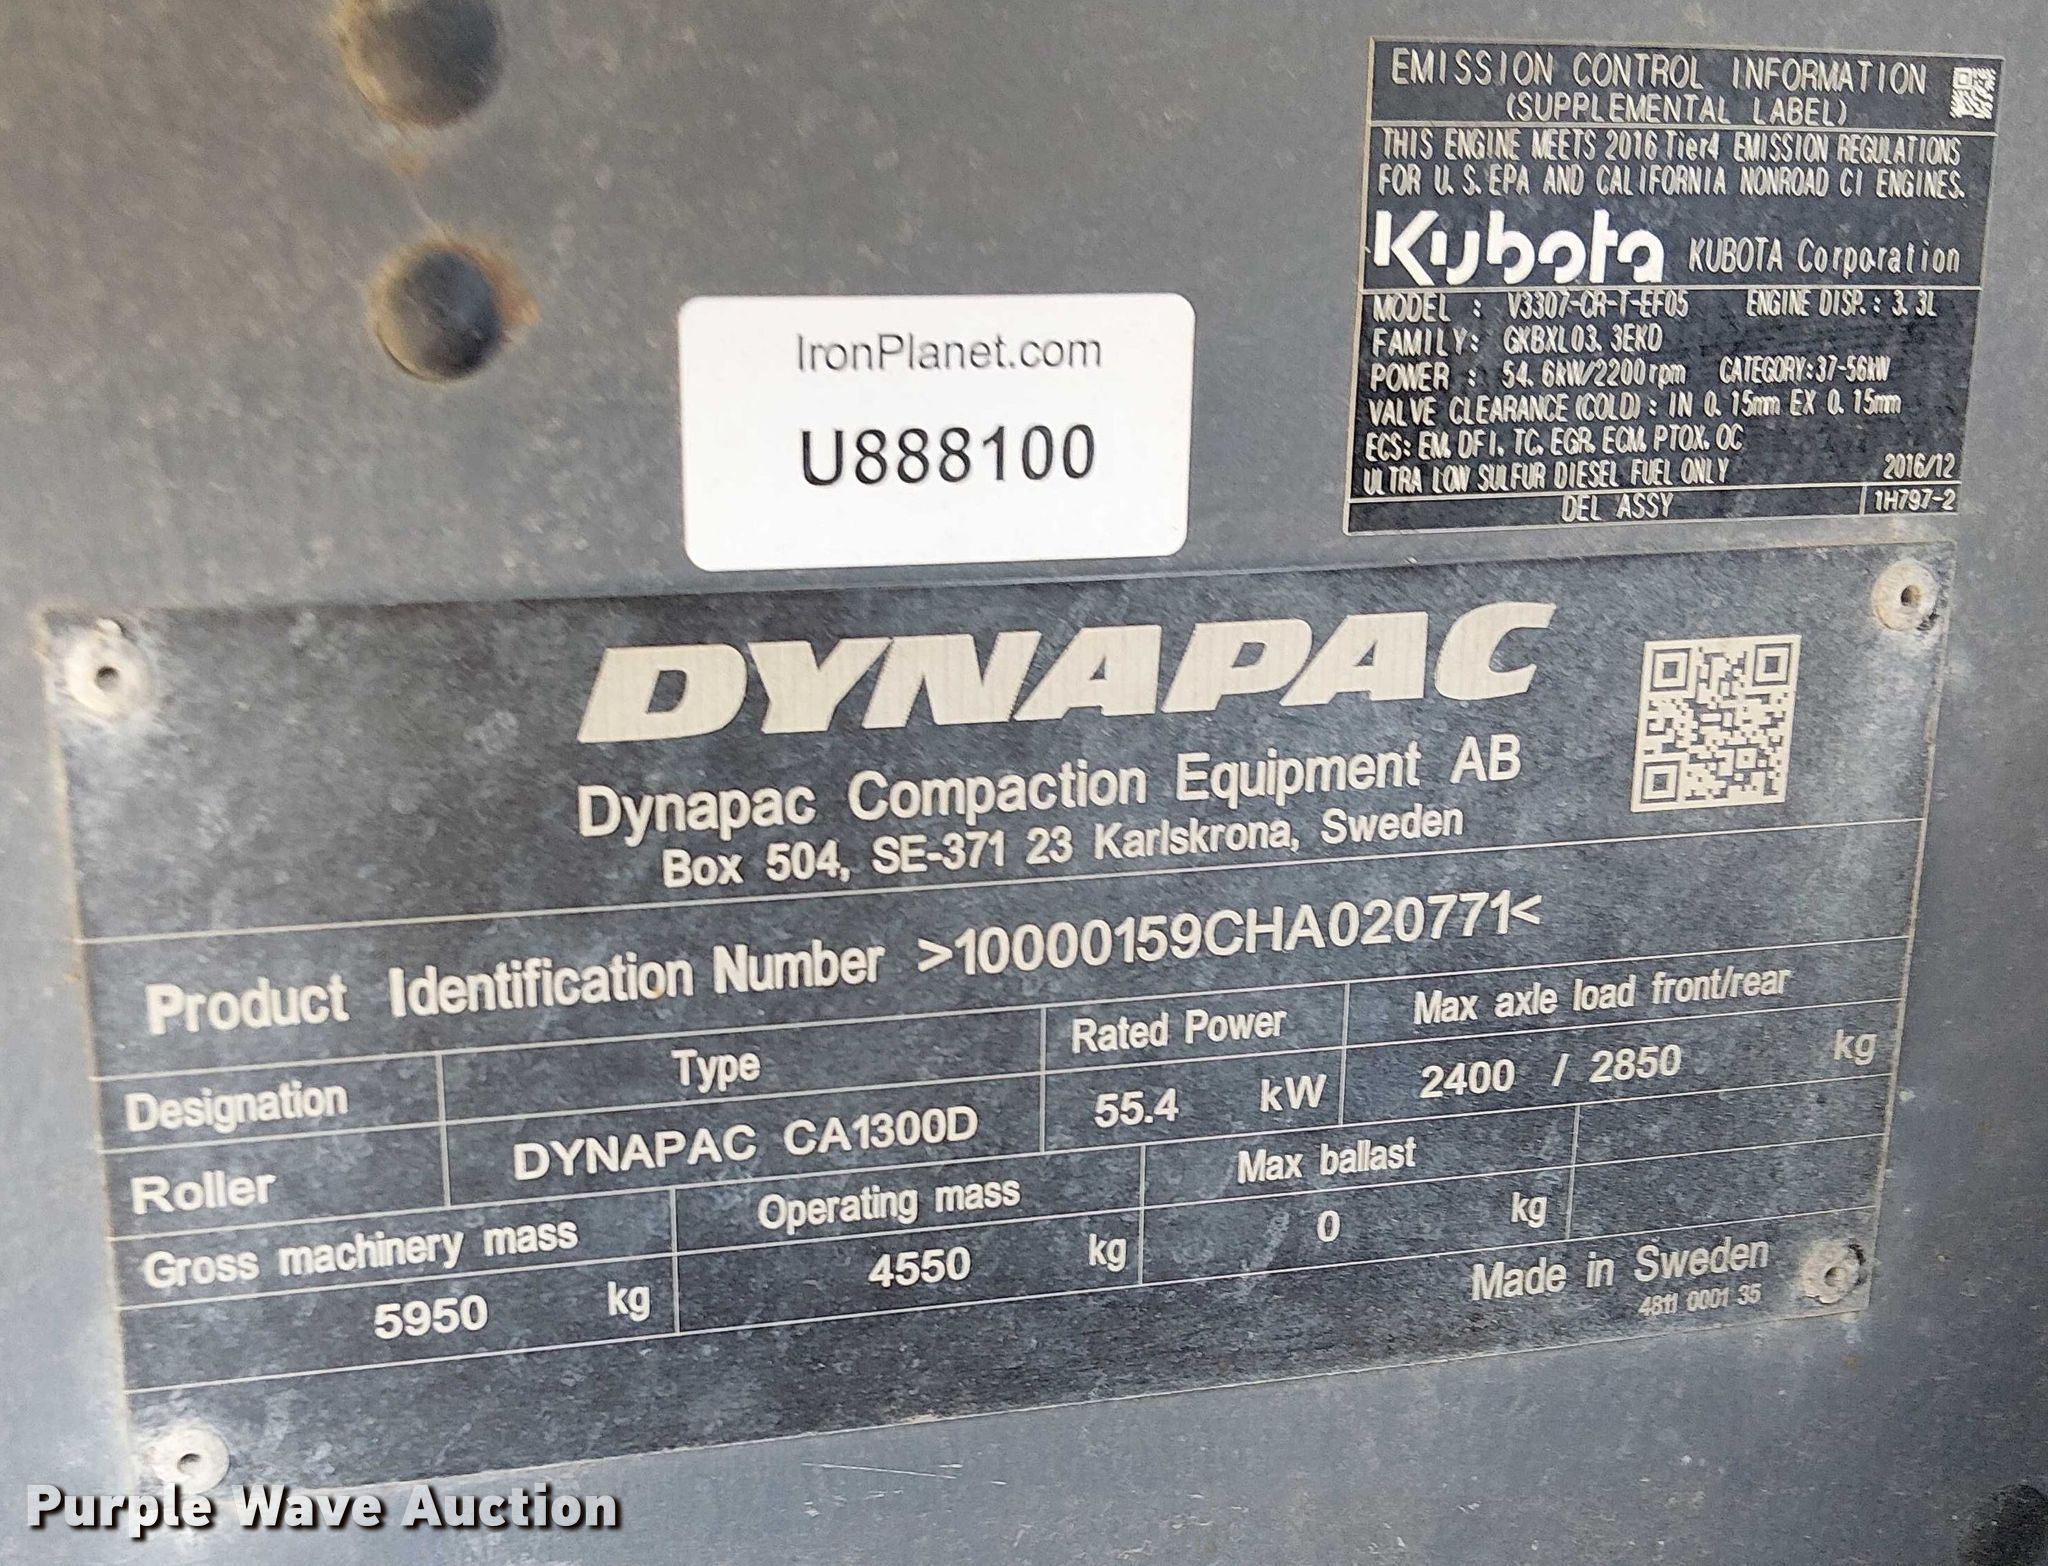 EMISSION CONTROL INFORMATION
(SUPPLEMENTAL LABEL)
THIS ENGINE MEETS 2016 Tier4 EMISSION REGULATIONS
FOR U.S. EPA AND CALIFORNIA NONROAD CI ENGINES.
Kubota KUBOTA Corporation
MODEL : V3307-CR-T-EF05 ENGINE DISP.: 3.3L
FAMILY: GKBXL03.3EKD
POWER : 54.6kW/2200rpm CATEGORY:37-56kW
VALVE CLEARANCE (COLD) : IN 0.15mm EX 0.15mm
ECS: EM, DFI, TC, EGR, ECM, PTOX, OC
ULTRA LOW SULFUR DIESEL FUEL ONLY 2016/12
DEL ASSY 1H797-2
IronPlanet.com
U888100
DYNAPAC
Dynapac Compaction Equipment AB
Box 504, SE-371 23 Karlskrona, Sweden
Product Identification Number >10000159CHA020771<
Designation Type Rated Power Max axle load front/rear
Roller DYNAPAC CA1300D 55.4 kW 2400 / 2850 kg
Gross machinery mass Operating mass Max ballast
5950 kg 4550 kg 0 kg
Made in Sweden
4811 0001 35
Purple Wave Auction